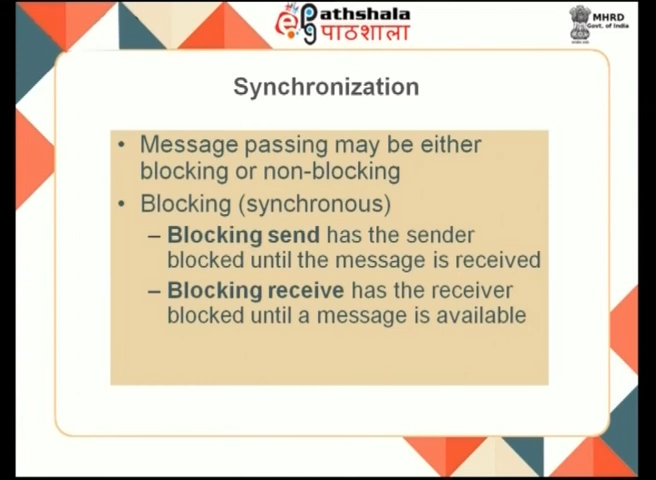 Pathshala
पाठशाला
MHRD
Govt. of India
Synchronization
• Message passing may be either
blocking or non-blocking
• Blocking (synchronous)
– Blocking send has the sender
blocked until the message is received
– Blocking receive has the receiver
blocked until a message is available